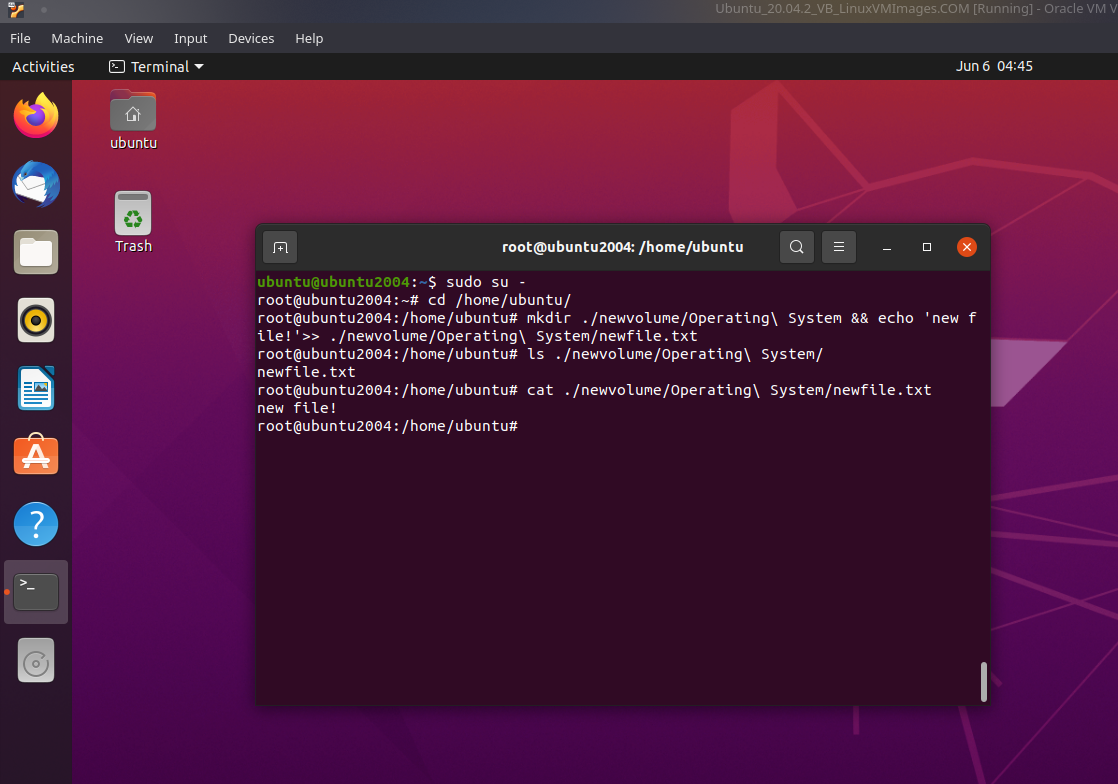 Ubuntu_20.04.2_VB_LinuxVMImages.COM [Running] - Oracle VM V
File Machine View Input Devices Help
Activities Terminal Jun 6 04:45
ubuntu
Trash
root@ubuntu2004: /home/ubuntu
ubuntu@ubuntu2004:~$ sudo su -
root@ubuntu2004:~# cd /home/ubuntu/
root@ubuntu2004:/home/ubuntu# mkdir ./newvolume/Operating\ System && echo 'new f
ile!'>> ./newvolume/Operating\ System/newfile.txt
root@ubuntu2004:/home/ubuntu# ls ./newvolume/Operating\ System/
newfile.txt
root@ubuntu2004:/home/ubuntu# cat ./newvolume/Operating\ System/newfile.txt
new file!
root@ubuntu2004:/home/ubuntu#